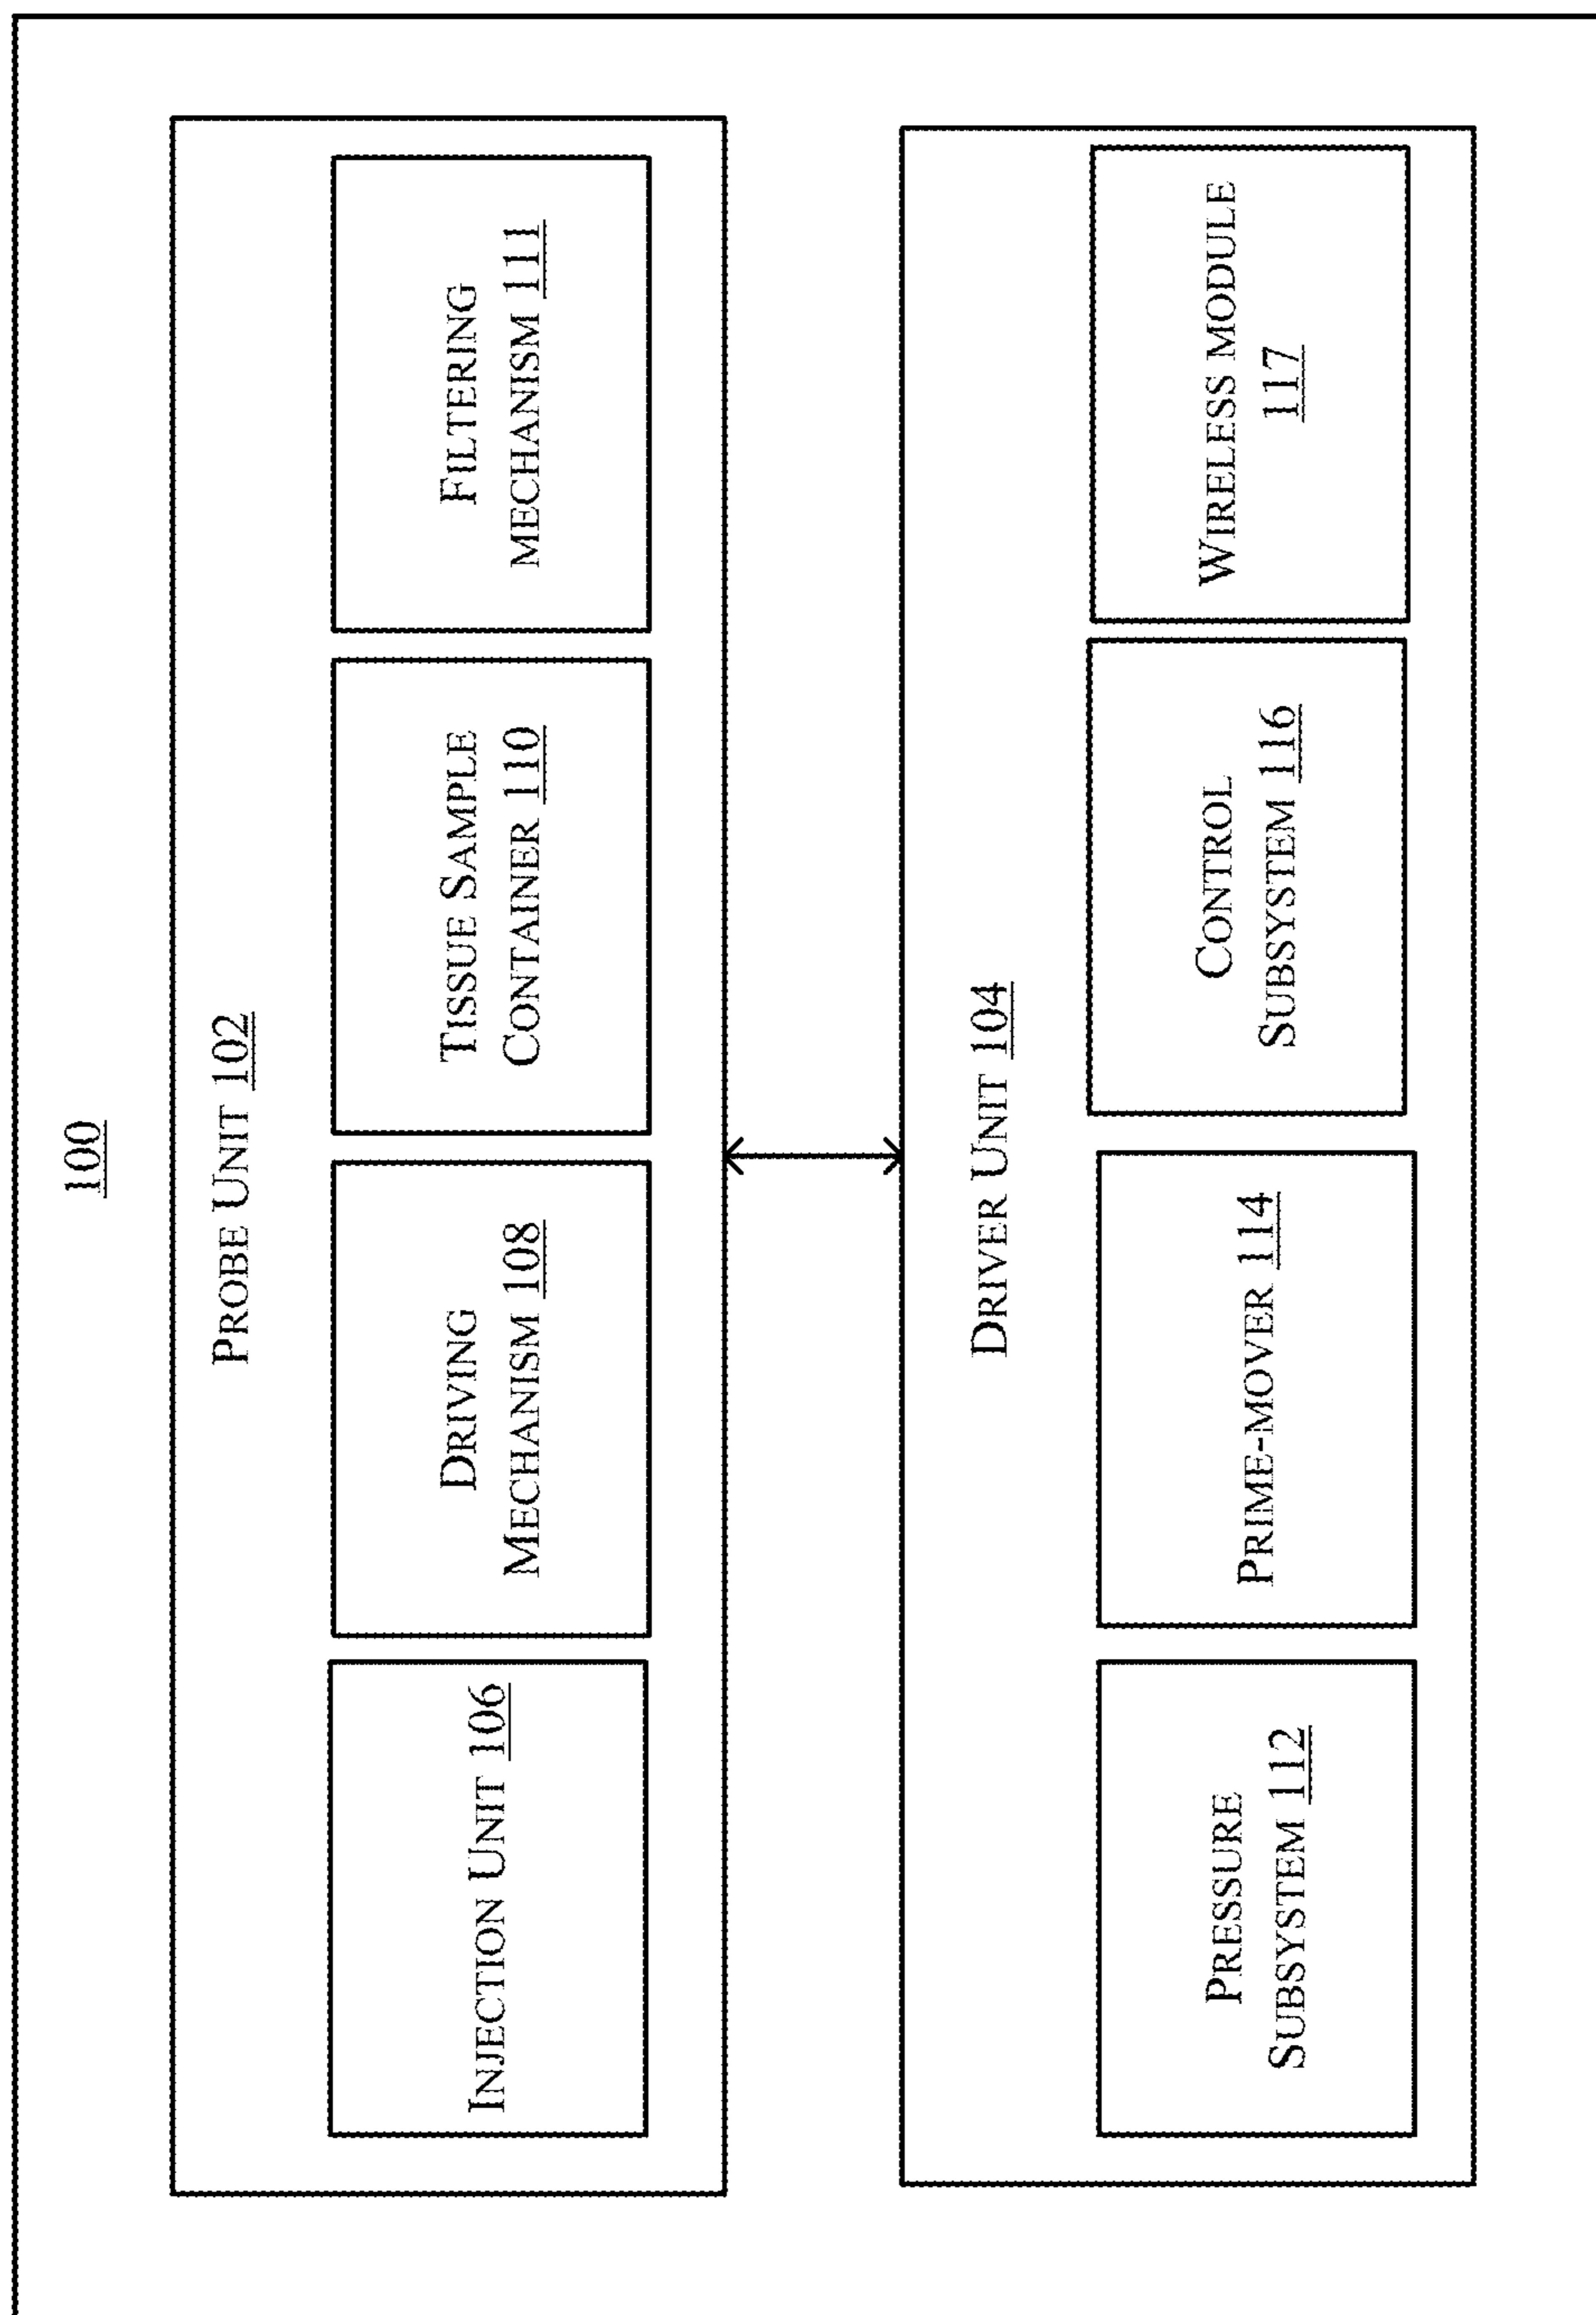 100
PROBE UNIT 102
INJECTION UNIT 106
DRIVING
MECHANISM 108
TISSUE SAMPLE
CONTAINER 110
FILTERING
MECHANISM 111
DRIVER UNIT 104
PRESSURE
SUBSYSTEM 112
PRIME-MOVER 114
CONTROL
SUBSYSTEM 116
WIRELESS MODULE
117